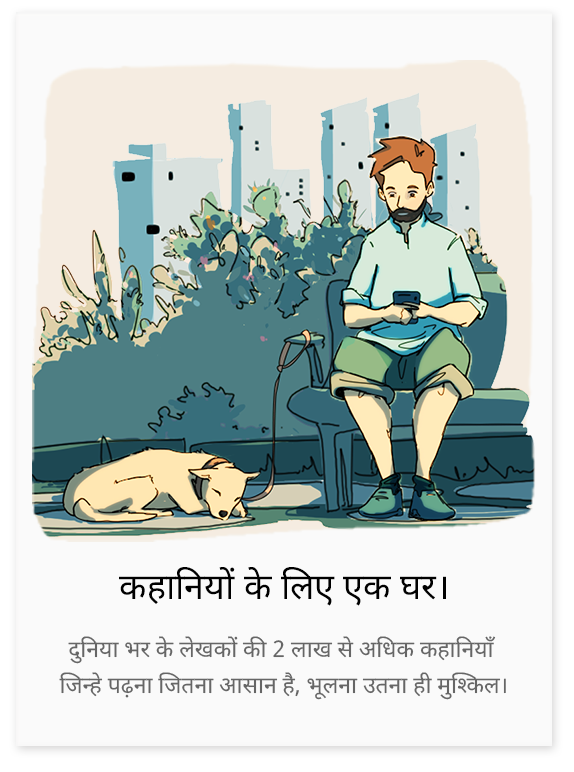 कहानियों के लिए एक घर।
दुनिया भर के लेखकों की 2 लाख से अधिक कहानियाँ
जिन्हे पढ़ना जितना आसान है, भूलना उतना ही मुश्किल।